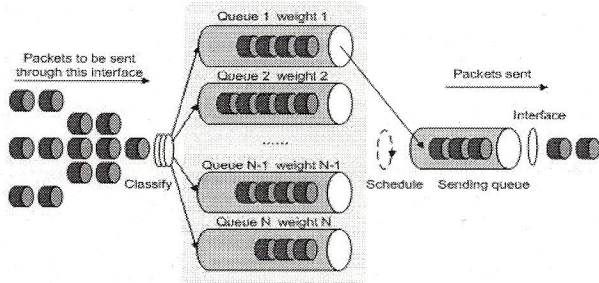 Queue 1 weight 1
Packets to be sent
through this interface
Queue 2 weight 2
Packets sent
Interface
......
Classify
Queue N-1 weight N-1
Schedule
Sending queue
Queue N weight N